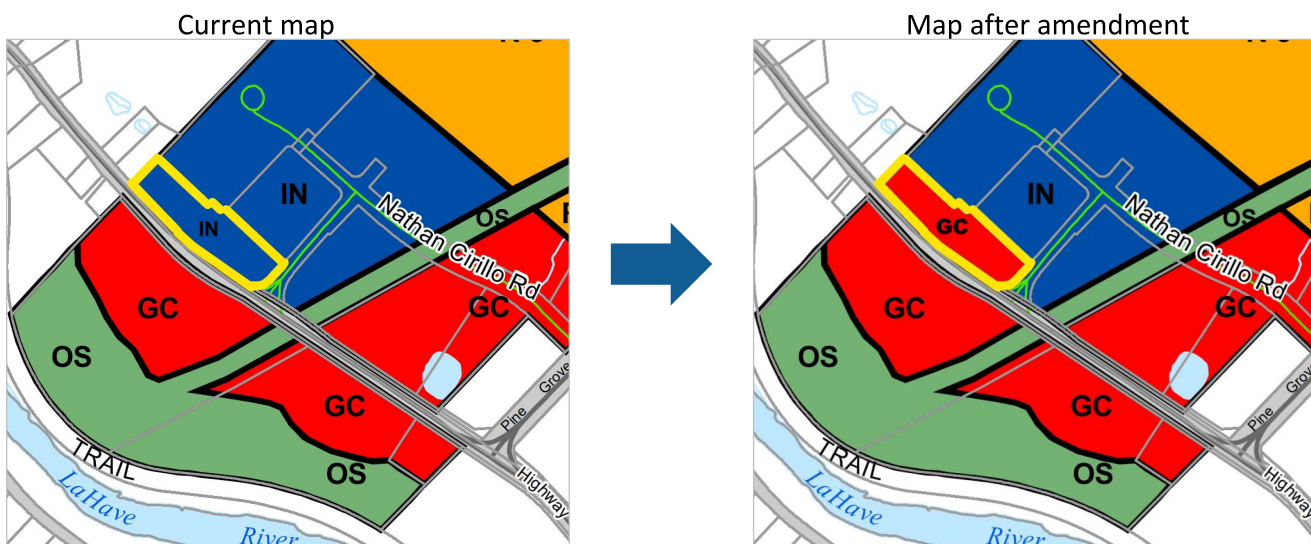 Current map
Map after amendment
IN
OS
IN
Nathan Cirillo Rd
GC
GC
OS
GC
Grove
Pine
TRAIL
OS
Highway
LaHave
River
IN
OS
GC
Nathan Cirillo Rd
GC
GC
OS
GC
Grove
Pine
TRAIL
OS
Highway
LaHave
River